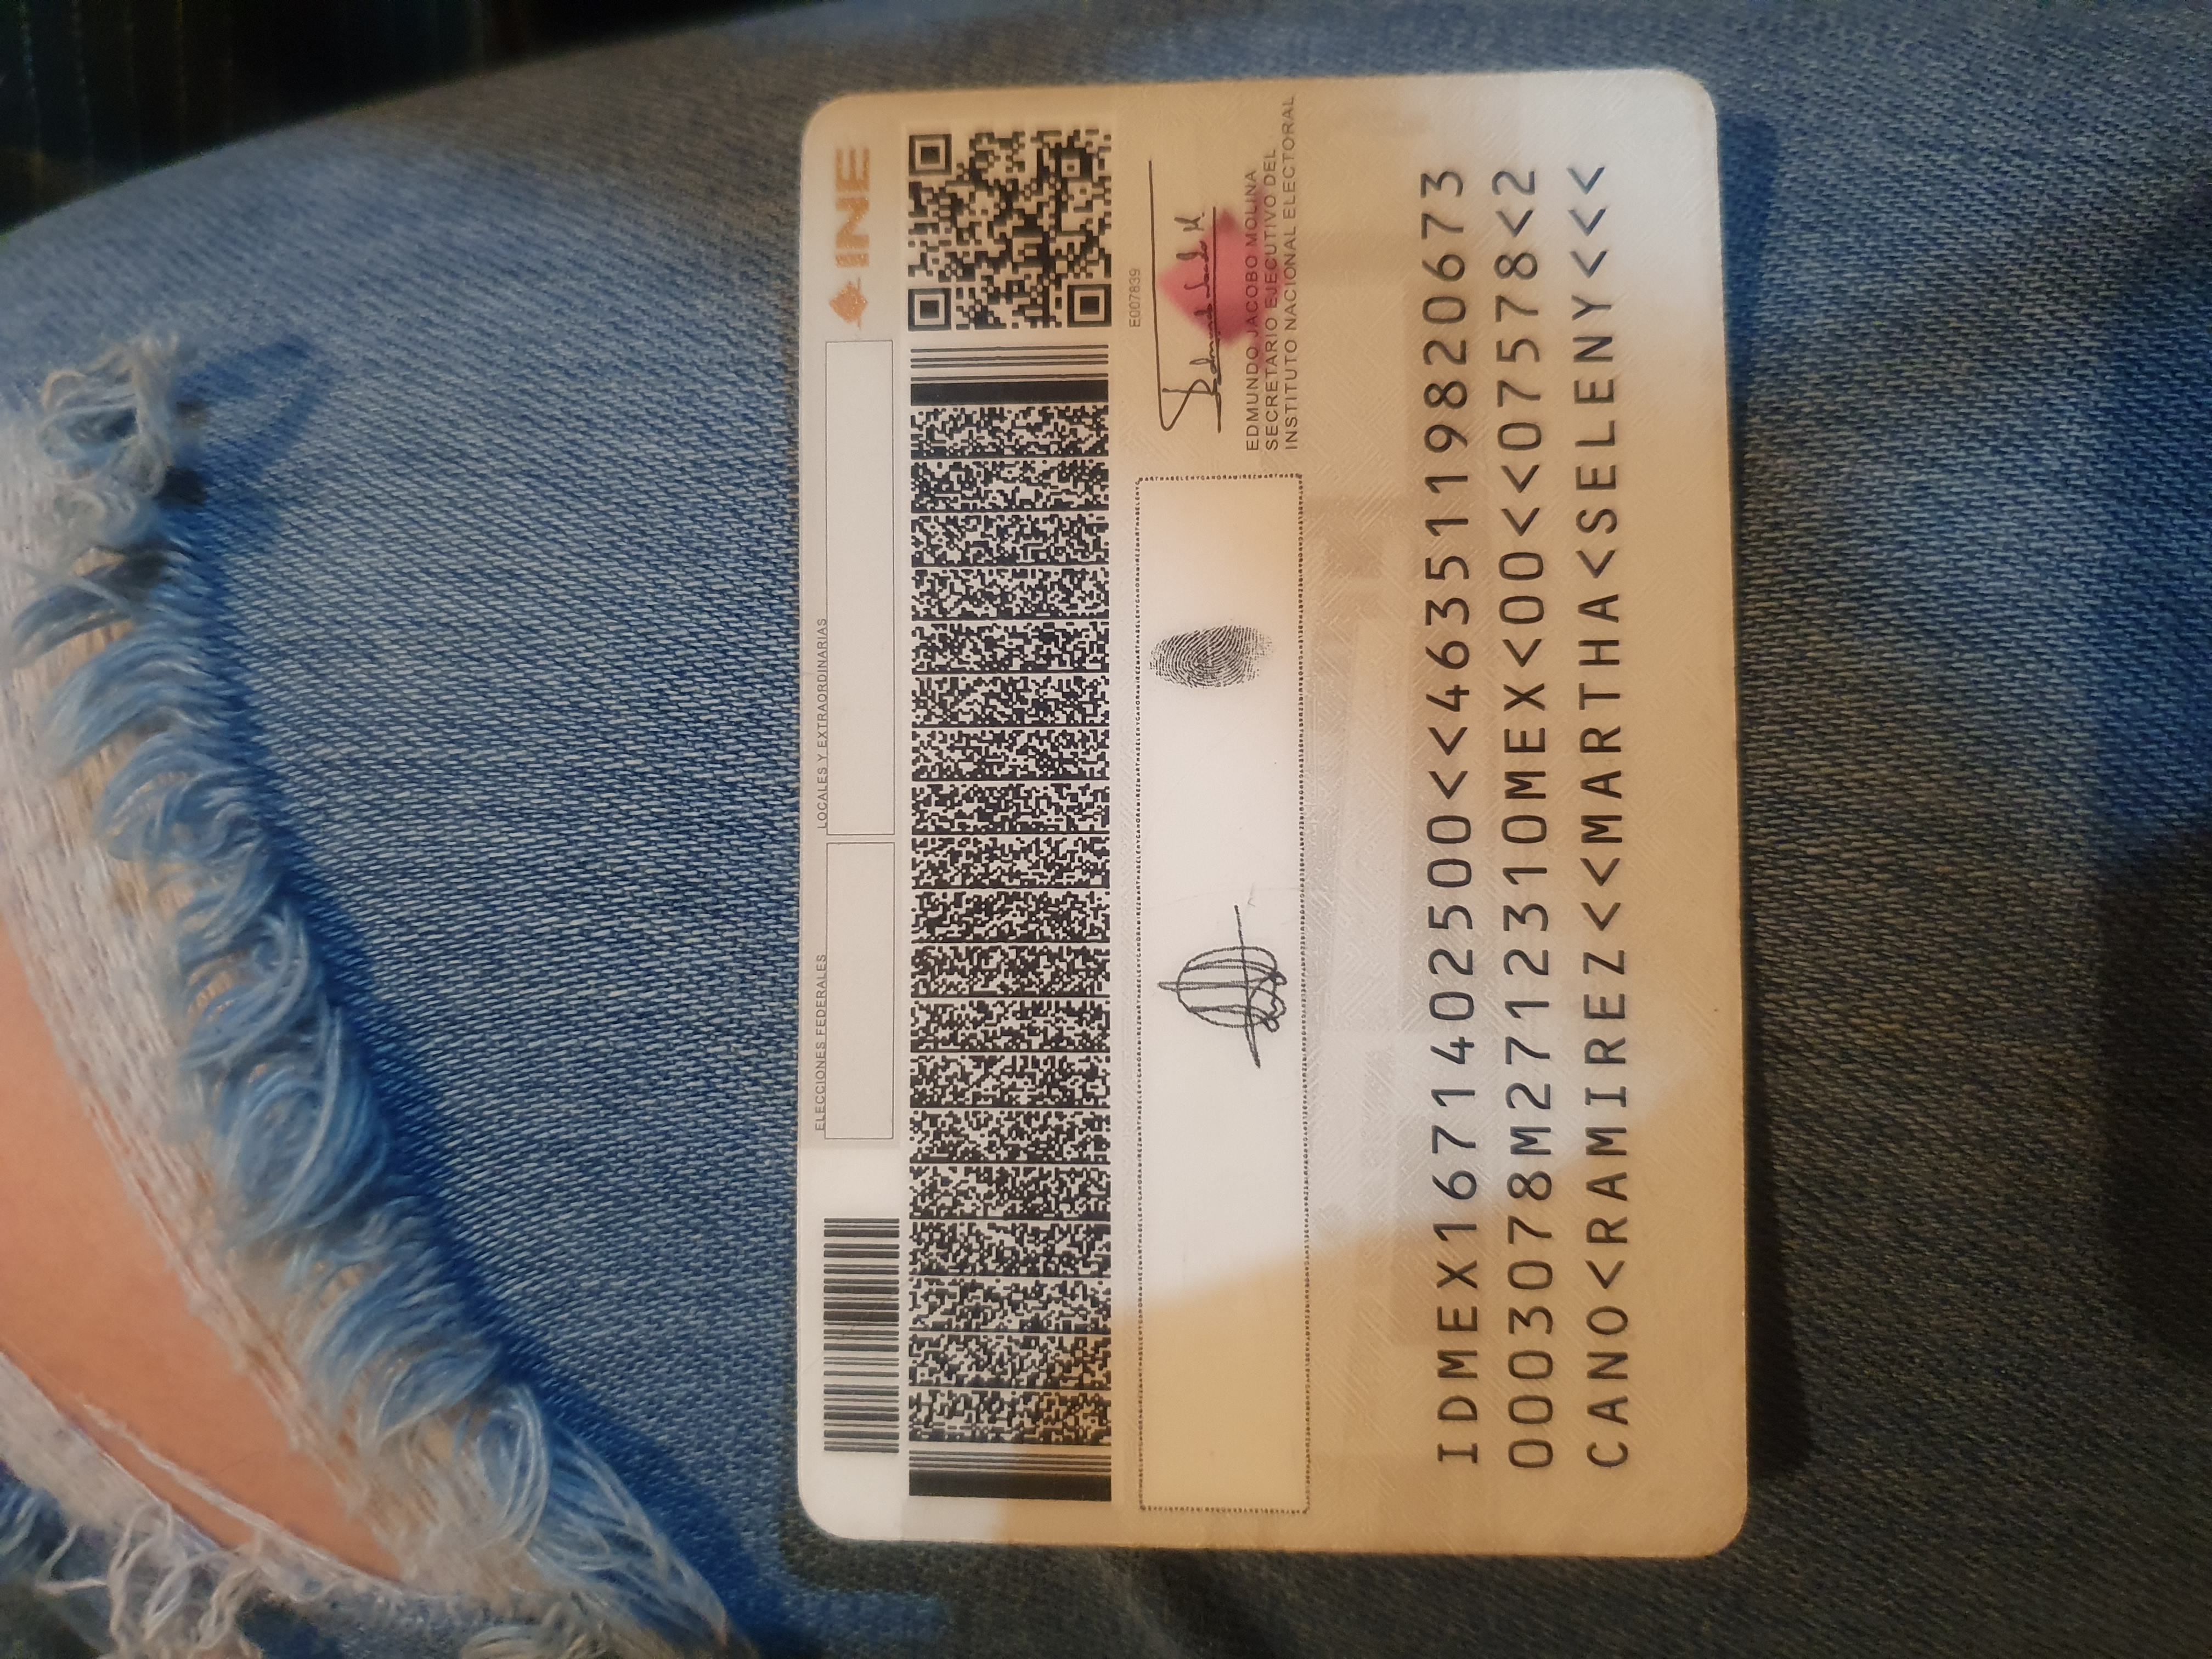 ELECCIONES FEDERALES
LOCALES Y EXTRAORDINARIAS
INE
E007839
EDMUNDO JACOBO MOLINA
SECRETARIO EJECUTIVO DEL
INSTITUTO NACIONAL ELECTORAL
IDMEX1671402500<<4635119820673
0003078M2712310MEX<00<<07578<2
CANO<RAMIREZ<<MARTHA<SELENY<<<